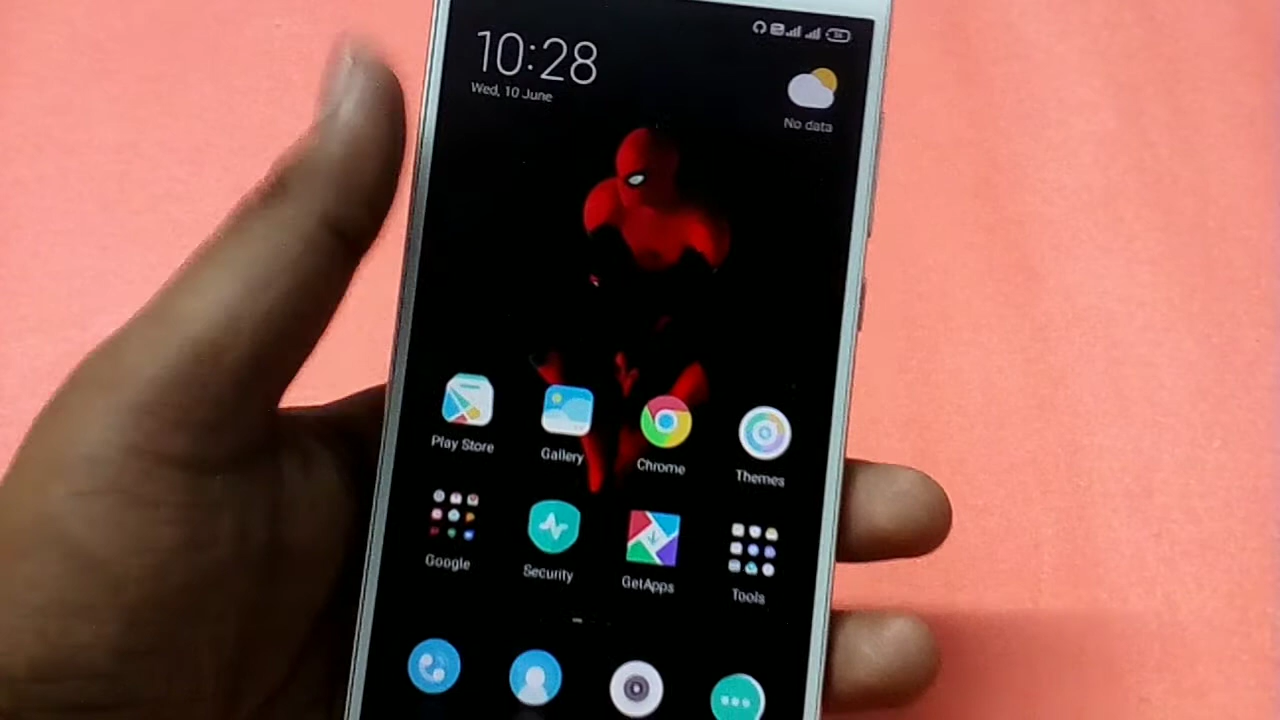 10:28
Wed, 10 June
No data
Play Store
Gallery
Chrome
Themes
Google
Security
GetApps
Tools